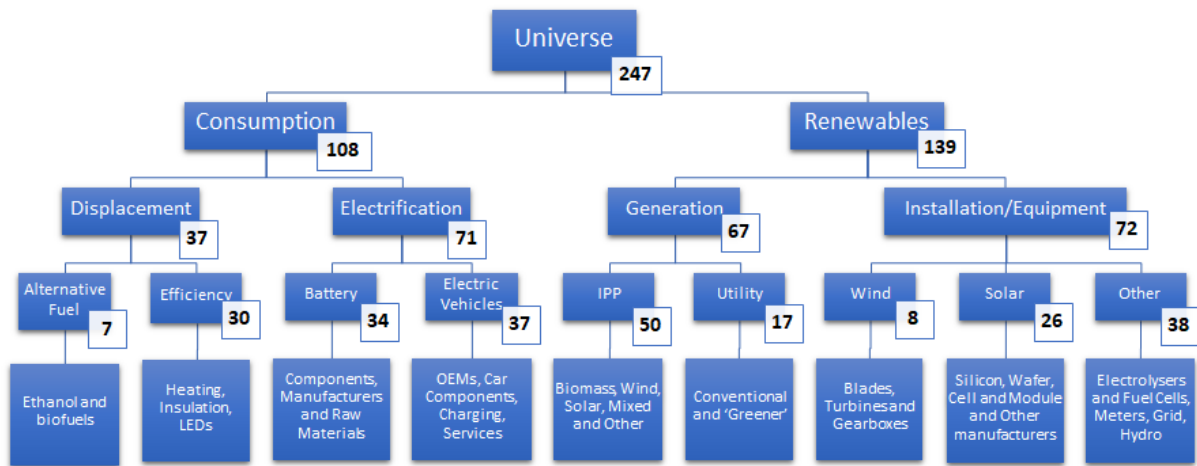 Universe
247
Consumption
108
Renewables
139
Displacement
37
Electrification
71
Generation
67
Installation/Equipment
72
Alternative
Fuel
7
Efficiency
30
Battery
34
Electric
Vehicles
37
IPP
50
Utility
17
Wind
8
Solar
26
Other
38
Ethanol and
biofuels
Heating,
Insulation,
LEDs
Components,
Manufacturers
and Raw
Materials
OEMs, Car
Components,
Charging,
Services
Biomass, Wind,
Solar, Mixed
and Other
Conventional
and ‘Greener’
Blades,
Turbines and
Gearboxes
Silicon, Wafer,
Cell and Module
and Other
manufacturers
Electrolysers
and Fuel Cells,
Meters, Grid,
Hydro